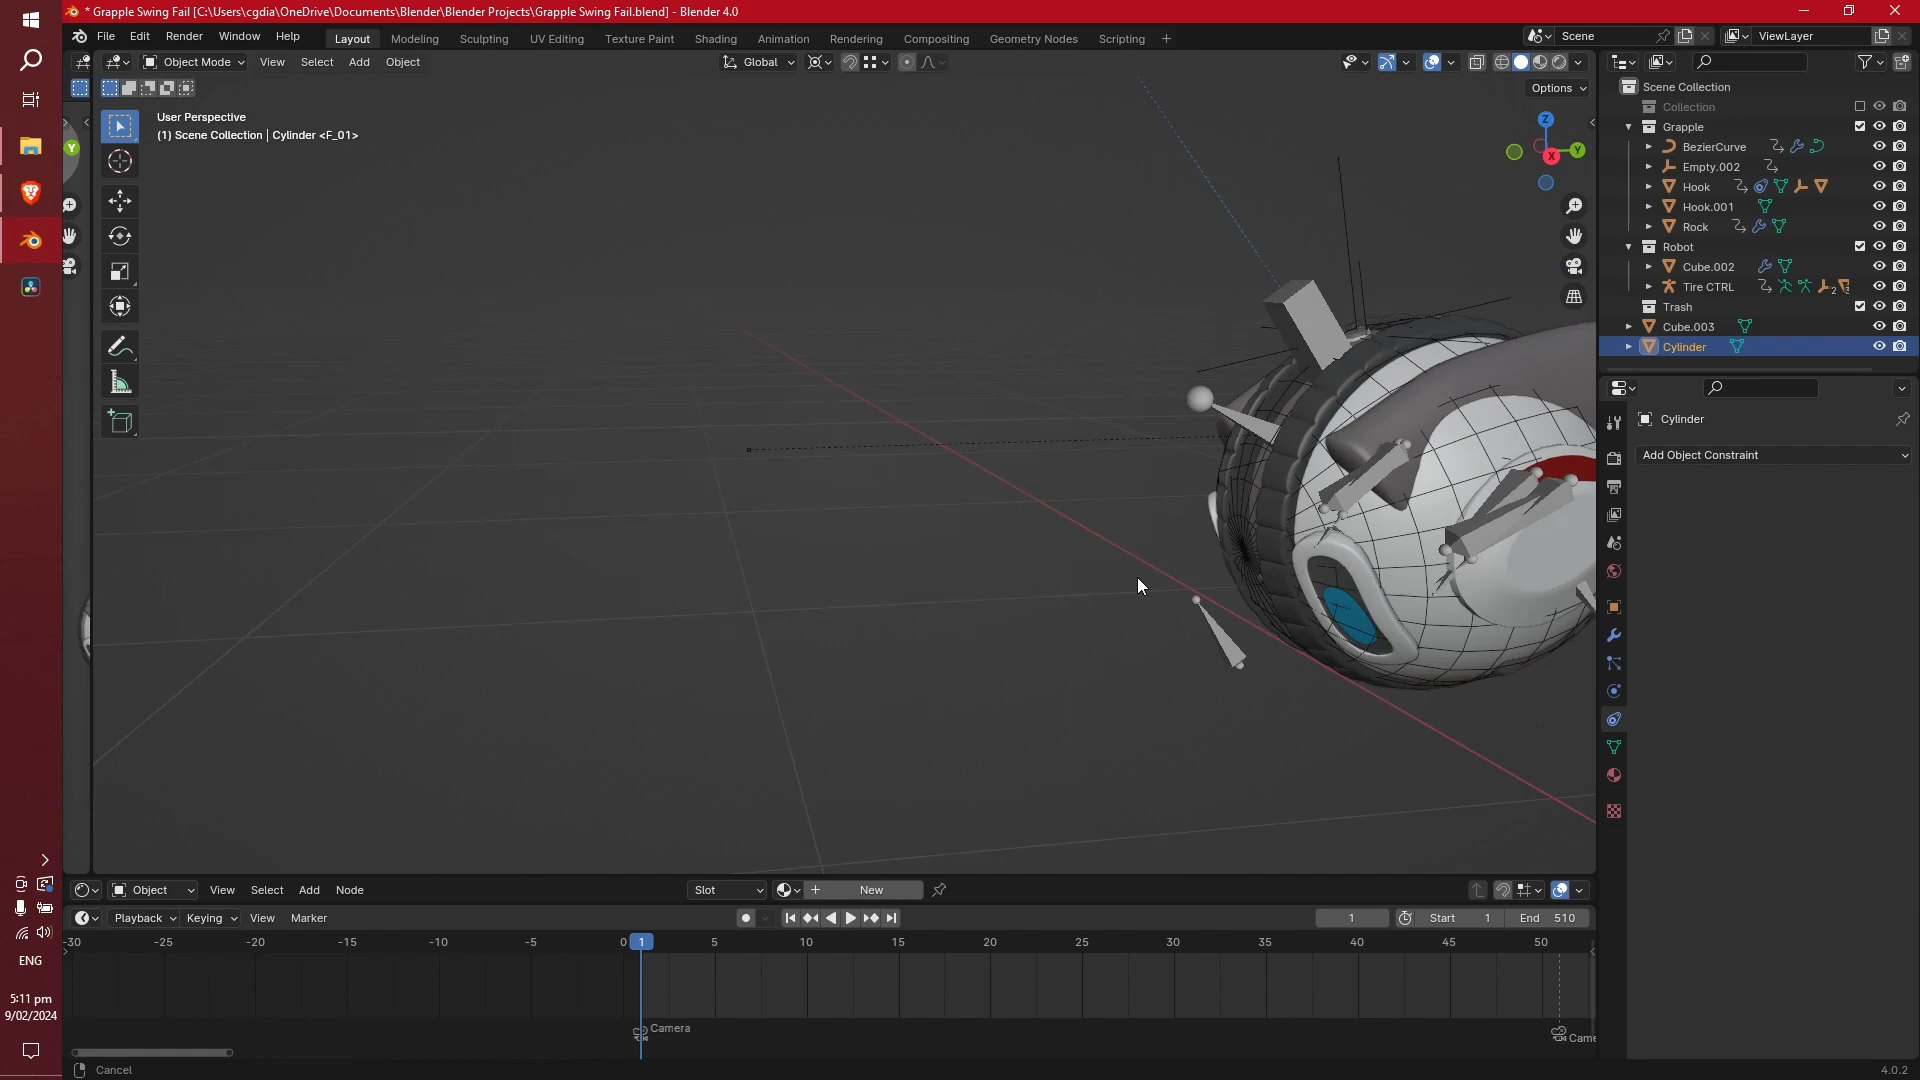 * Grapple Swing Fail [C:\Users\cgdia\OneDrive\Documents\Blender\Blender Projects\Grapple Swing Fail.blend] - Blender 4.0
File Edit Render Window Help
Layout Modeling Sculpting UV Editing Texture Paint Shading Animation Rendering Compositing Geometry Nodes Scripting +
Scene
ViewLayer
Object Mode View Select Add Object
Global
Options
User Perspective
(1) Scene Collection | Cylinder <F_01>
Z
Y
X
Y
Scene Collection
Collection
Grapple
BezierCurve
Empty.002
Hook
Hook.001
Rock
Robot
Cube.002
Tire CTRL
2
Trash
Cube.003
Cylinder
Cylinder
Add Object Constraint
Object View Select Add Node
Slot
New
Playback Keying View Marker
1
Start 1
End 510
-30 -25 -20 -15 -10 -5 0 1 5 10 15 20 25 30 35 40 45 50
Camera
Came
Cancel
4.0.2
ENG
5:11 pm
9/02/2024